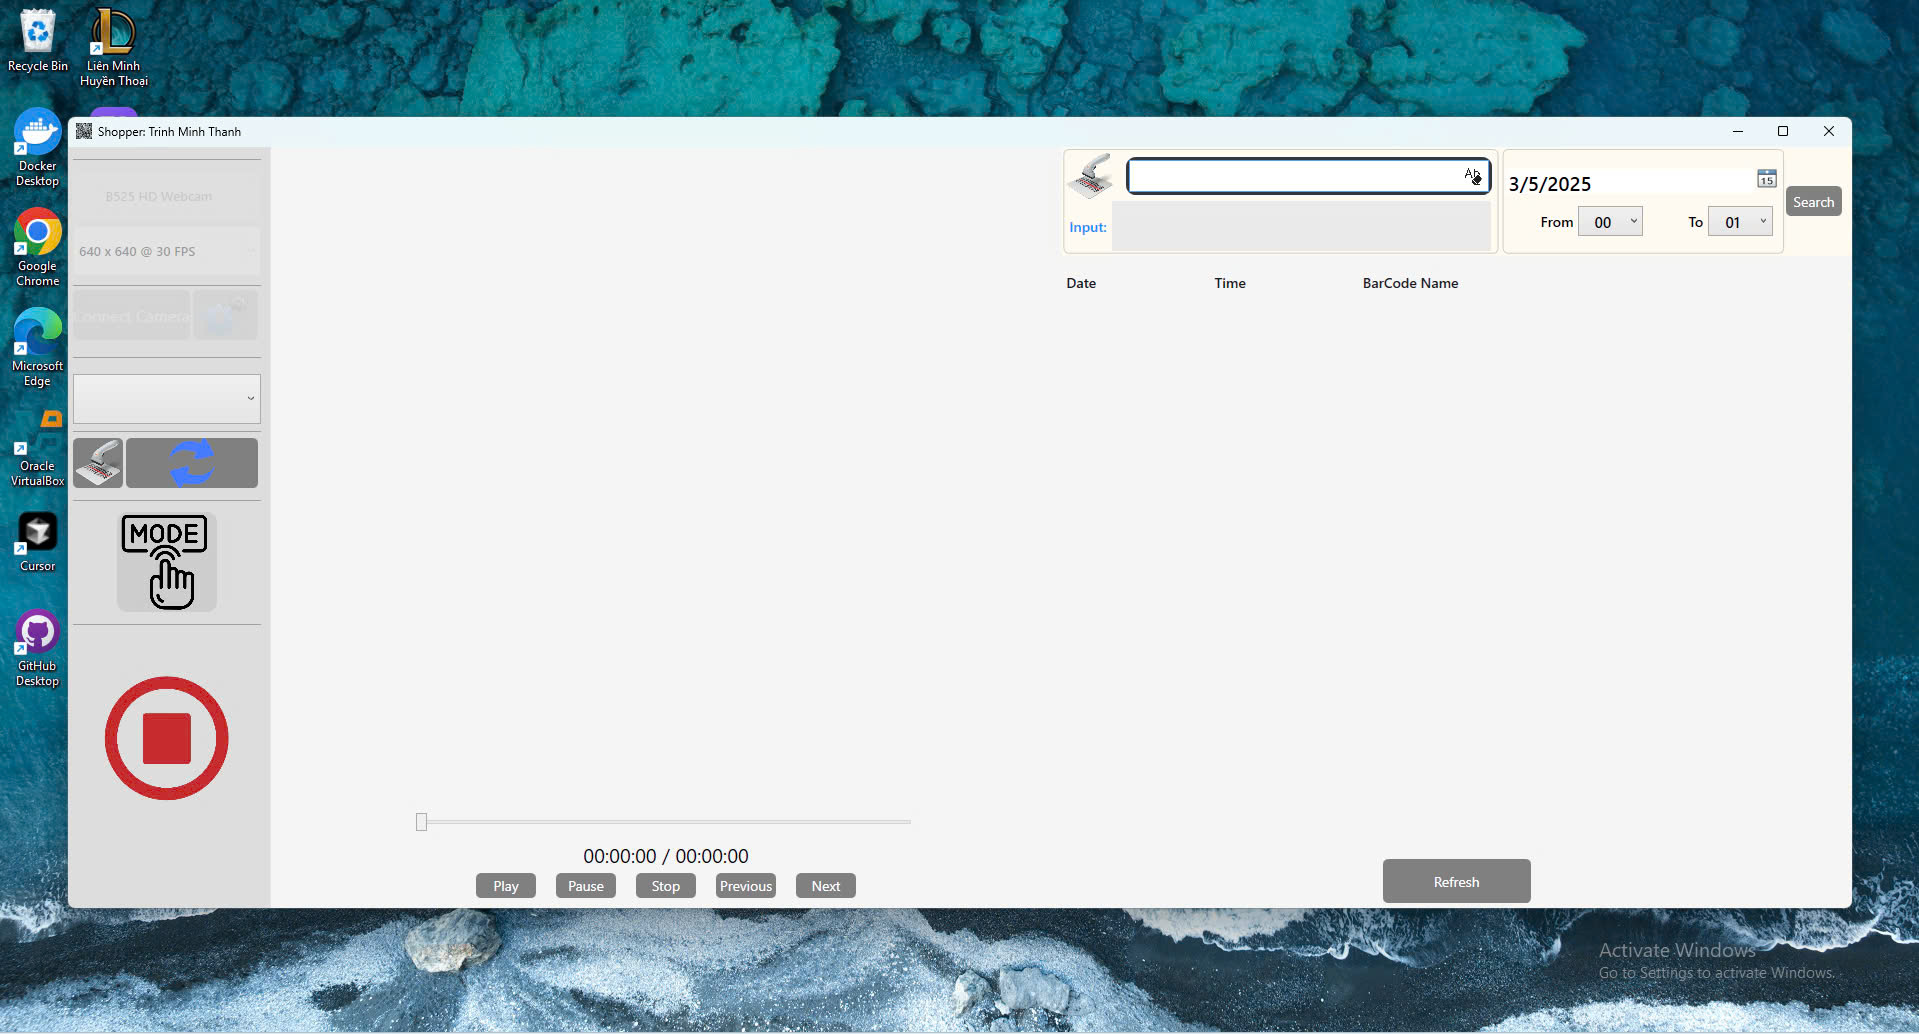 Recycle Bin
Liên Minh
Huyền Thoại
Docker
Desktop
Google
Chrome
Microsoft
Edge
Oracle
VirtualBox
Cursor
GitHub
Desktop
Shopper: Trinh Minh Thanh
B525 HD Webcam
640 x 640 @ 30 FPS
Connect Camera
MODE
00:00:00 / 00:00:00
Play
Pause
Stop
Previous
Next
Ab
Input:
3/5/2025
15
From
00
To
01
Search
Date
Time
BarCode Name
Refresh
Activate Windows
Go to Settings to activate Windows.